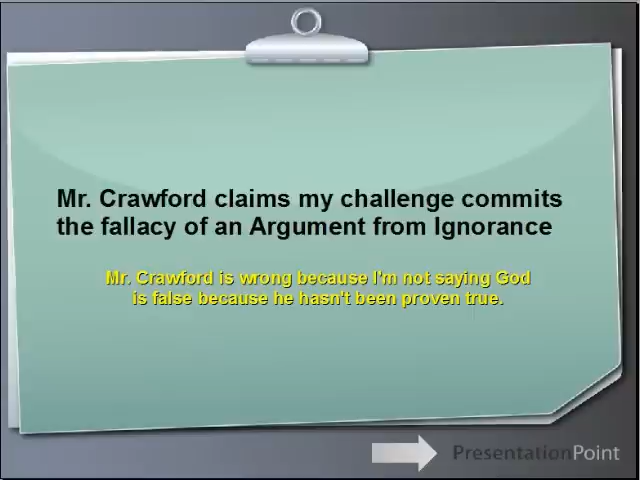 Mr. Crawford claims my challenge commits
the fallacy of an Argument from Ignorance
Mr. Crawford is wrong because I'm not saying God
is false because he hasn't been proven true.
PresentationPoint